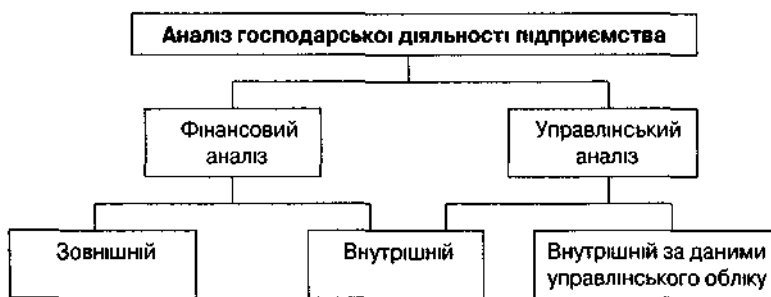 Аналіз господарської діяльності підприємства
Фінансовий
аналіз
Управлінський
аналіз
Зовнішній
Внутрішній
Внутрішній за даними
управлінського обліку